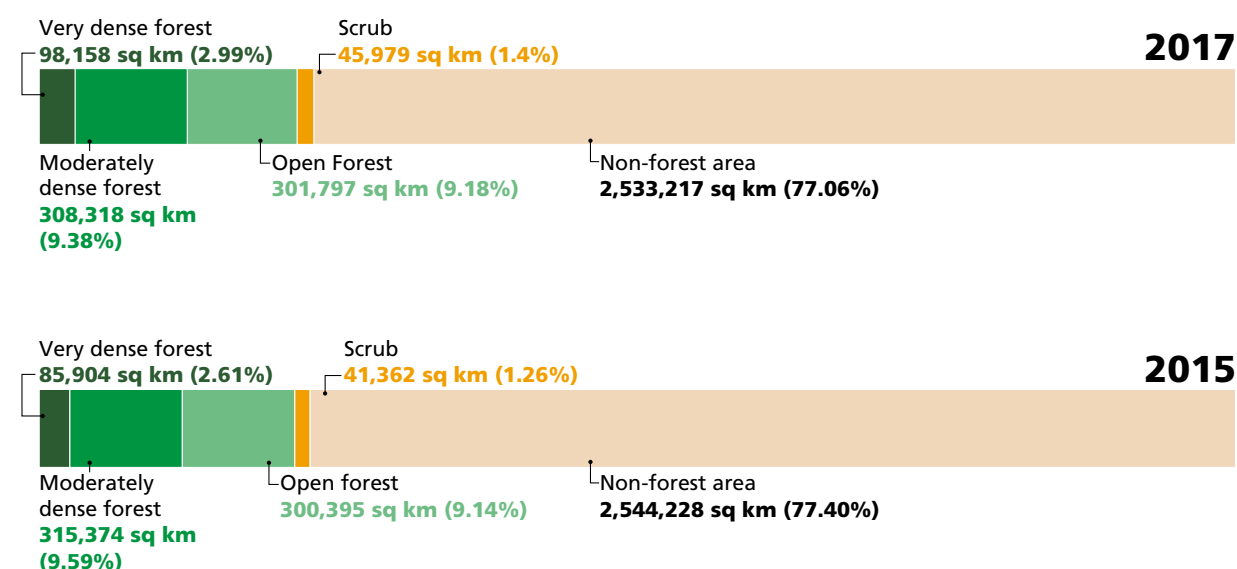 Very dense forest
98,158 sq km (2.99%)
Scrub
45,979 sq km (1.4%)
2017
Moderately
dense forest
308,318 sq km
(9.38%)
Open Forest
301,797 sq km (9.18%)
Non-forest area
2,533,217 sq km (77.06%)
Very dense forest
85,904 sq km (2.61%)
Scrub
41,362 sq km (1.26%)
2015
Moderately
dense forest
315,374 sq km
(9.59%)
Open forest
300,395 sq km (9.14%)
Non-forest area
2,544,228 sq km (77.40%)